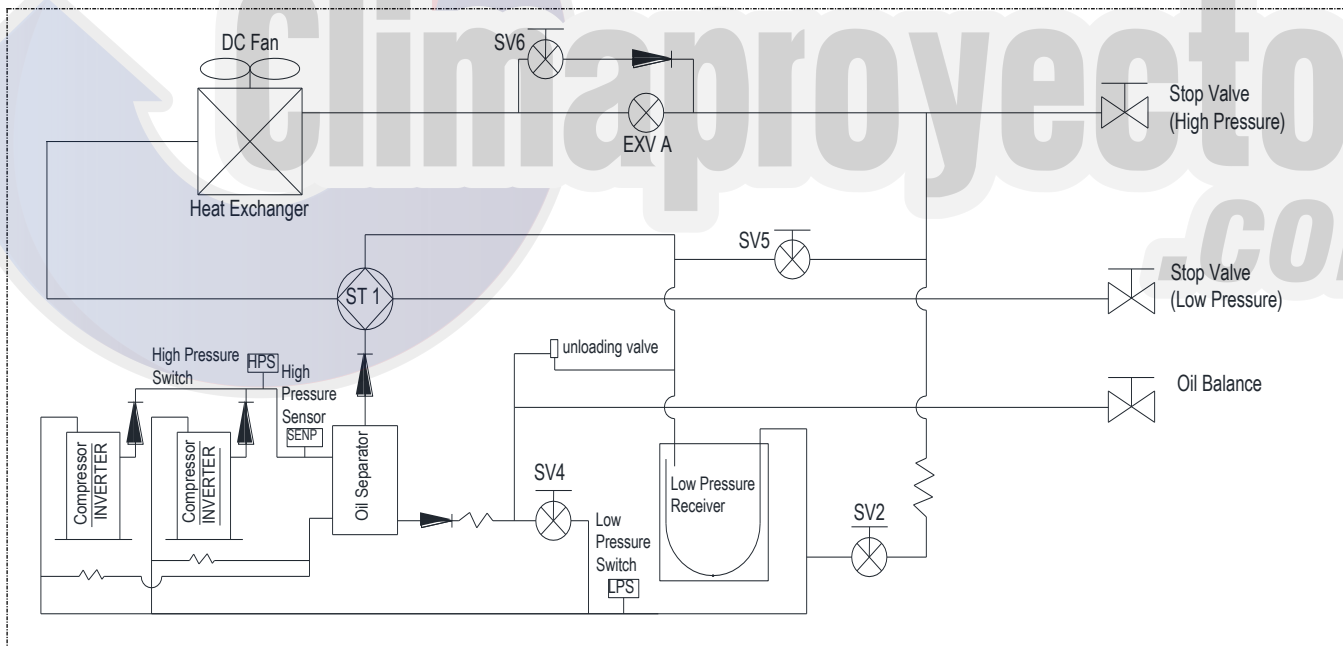 Climaproyecto
.co
DC Fan
SV6
EXV A
Stop Valve
(High Pressure)
Heat Exchanger
SV5
ST 1
Stop Valve
(Low Pressure)
unloading valve
High Pressure
Switch
HPS
High
Pressure
Sensor
SENP
Oil Balance
Compressor
INVERTER
Compressor
INVERTER
Oil Separator
SV4
Low Pressure
Receiver
SV2
Low
Pressure
Switch
LPS